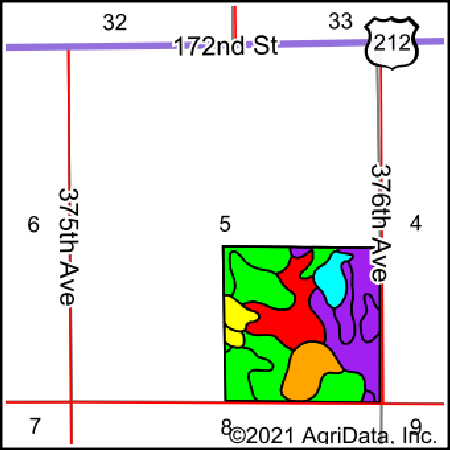 32 33
172nd St 212
375th Ave
376th Ave
6 5 4
7 8 9
©2021 AgriData, Inc.